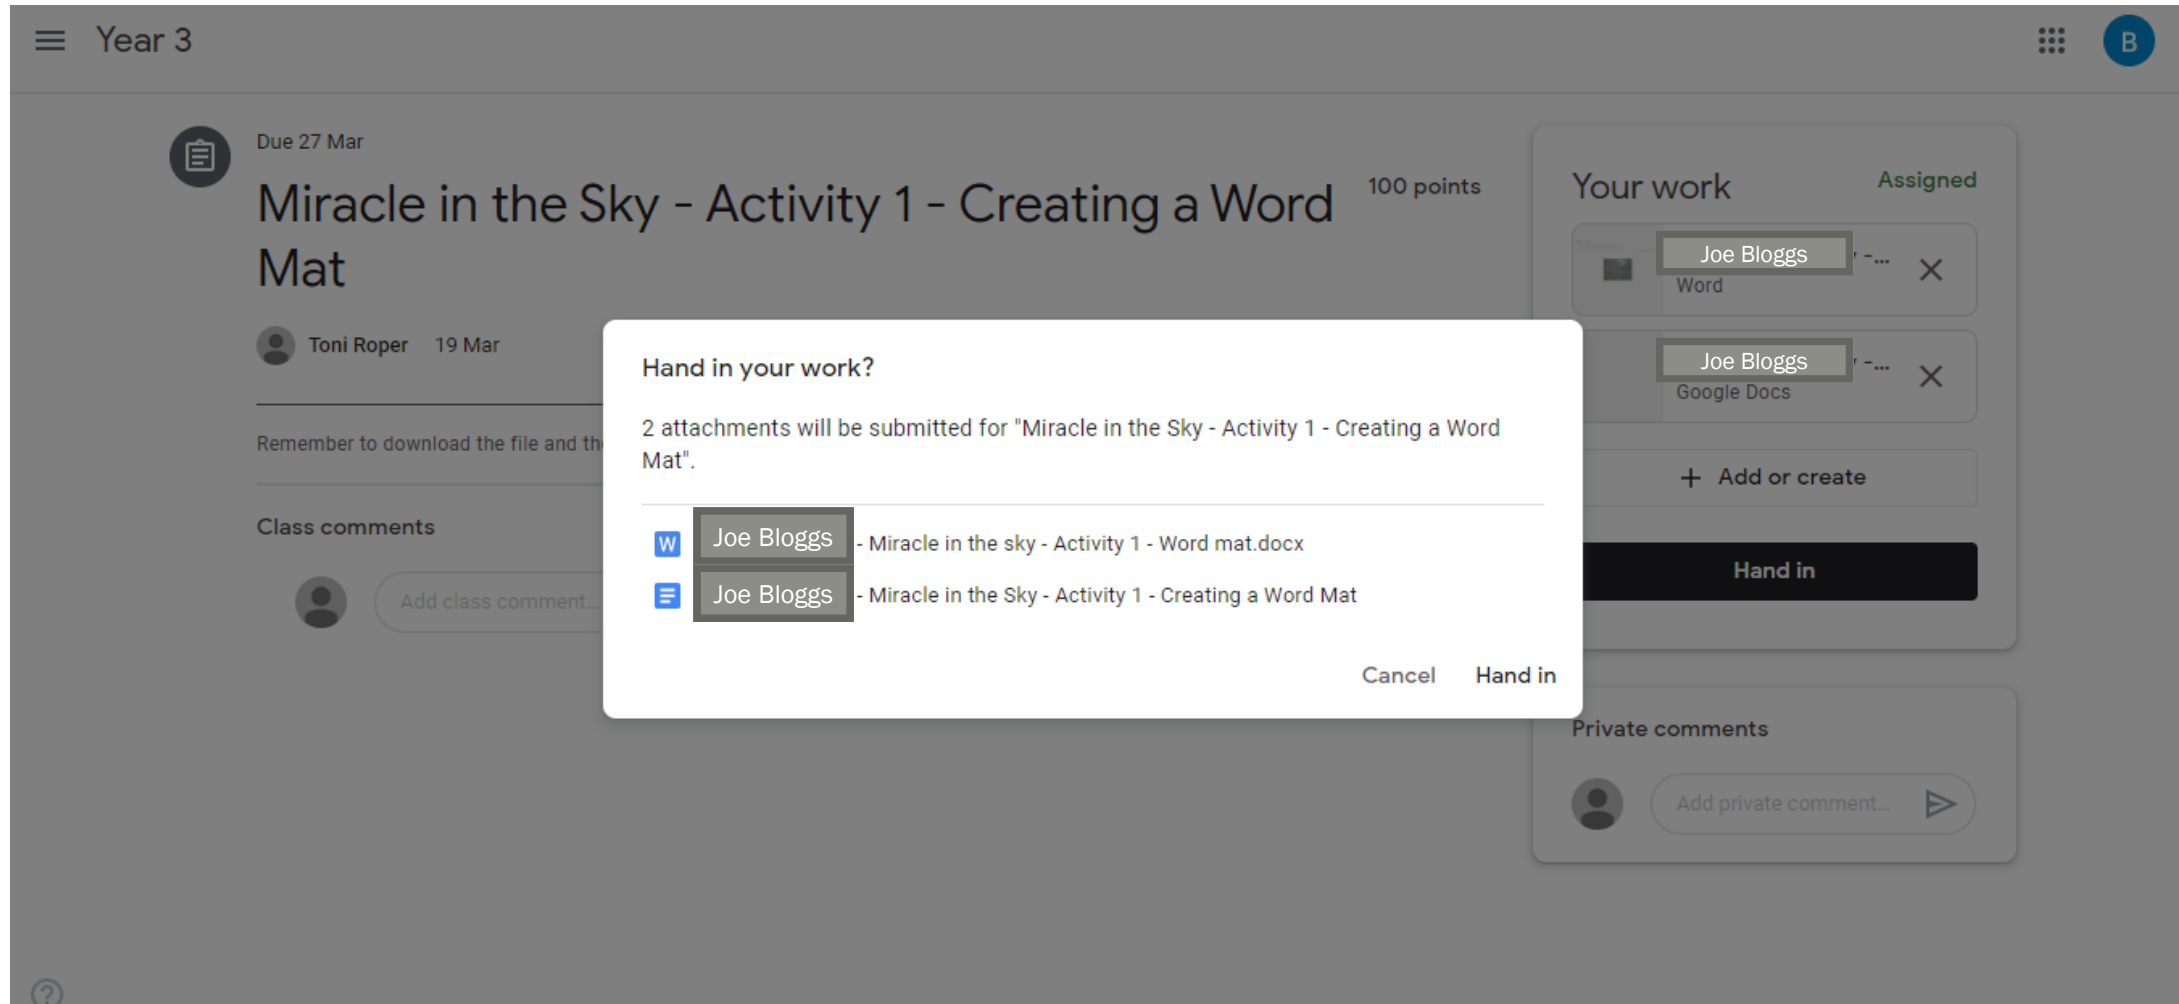 Year 3
B
Due 27 Mar
Miracle in the Sky - Activity 1 - Creating a Word
Mat
100 points
Toni Roper 19 Mar
Remember to download the file and
Class comments
Add class comment...
Your work
Assigned
Joe Bloggs -...
Word
Joe Bloggs -...
Google Docs
+ Add or create
Hand in
Private comments
Add private comment...
Hand in your work?
2 attachments will be submitted for "Miracle in the Sky - Activity 1 - Creating a Word
Mat".
W Joe Bloggs - Miracle in the sky - Activity 1 - Word mat.docx
Joe Bloggs - Miracle in the Sky - Activity 1 - Creating a Word Mat
Cancel Hand in